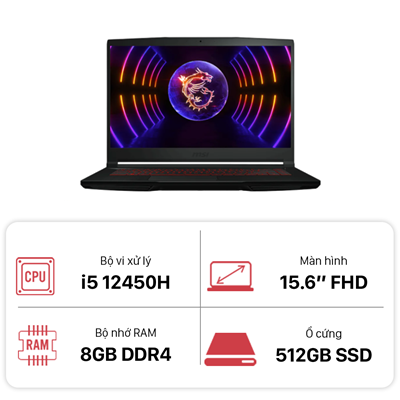 CPU
Bộ vi xử lý
i5 12450H
Màn hình
15.6″ FHD
RAM
Bộ nhớ RAM
8GB DDR4
Ổ cứng
512GB SSD